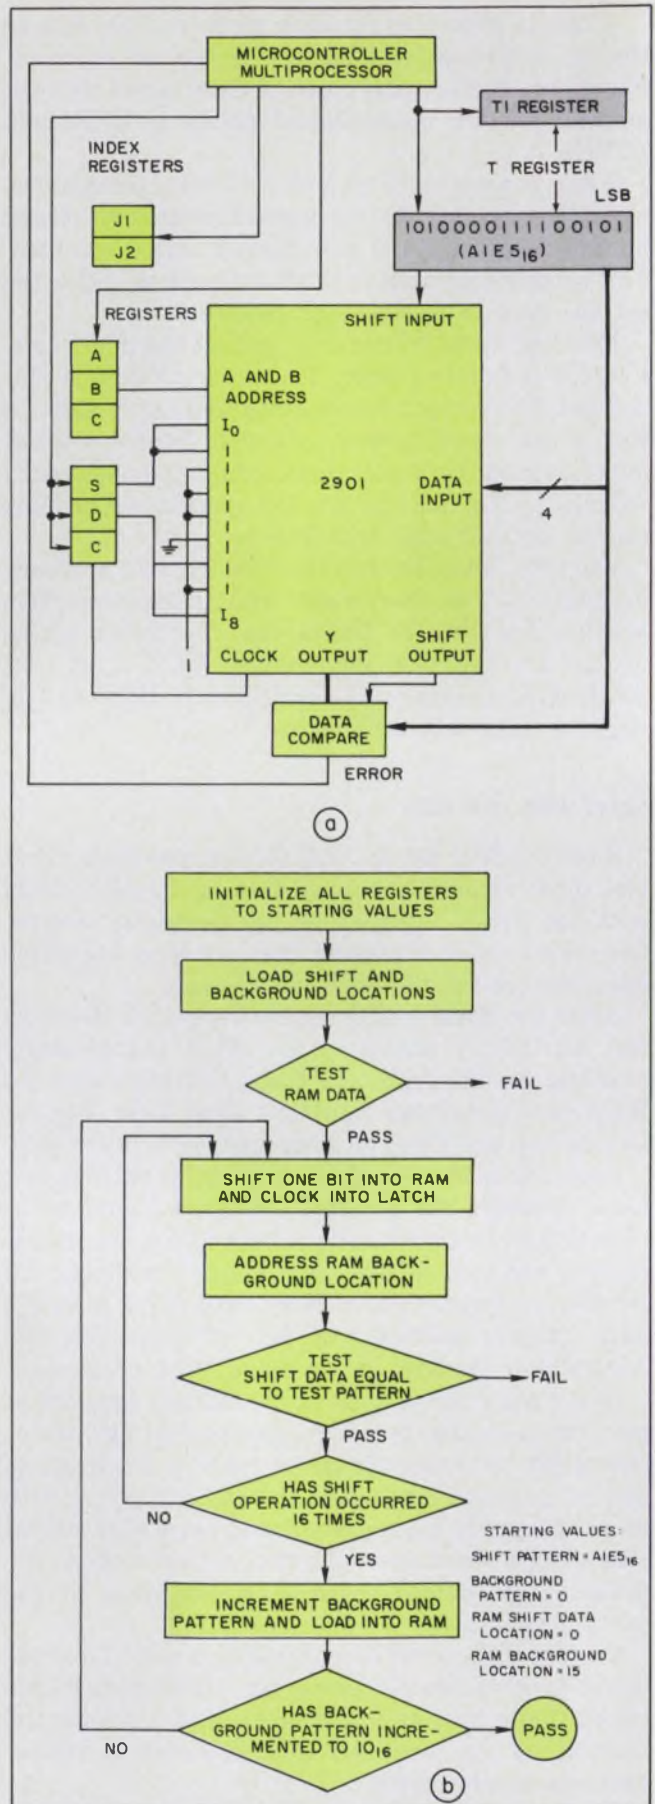 MICROCONTROLLER
MULTIPROCESSOR
T1 REGISTER
INDEX
REGISTERS
T REGISTER
LSB
J1
J2
1010000111100101
(A1E5₁₆)
REGISTERS
SHIFT INPUT
A
B
C
A AND B
ADDRESS
I₀
S
D
C
2901
DATA
INPUT
4
I₈
CLOCK
Y
OUTPUT
SHIFT
OUTPUT
DATA
COMPARE
ERROR
a
INITIALIZE ALL REGISTERS
TO STARTING VALUES
LOAD SHIFT AND
BACKGROUND LOCATIONS
TEST
RAM DATA
FAIL
PASS
SHIFT ONE BIT INTO RAM
AND CLOCK INTO LATCH
ADDRESS RAM BACK-
GROUND LOCATION
TEST
SHIFT DATA EQUAL
TO TEST PATTERN
FAIL
PASS
HAS SHIFT
OPERATION OCCURRED
16 TIMES
NO
YES
STARTING VALUES:
SHIFT PATTERN = A1E5₁₆
BACKGROUND
PATTERN = 0
RAM SHIFT DATA
LOCATION = 0
RAM BACKGROUND
LOCATION = 15
INCREMENT BACKGROUND
PATTERN AND LOAD INTO RAM
HAS BACK-
GROUND PATTERN INCRE-
MENTED TO 10₁₆
NO
PASS
b